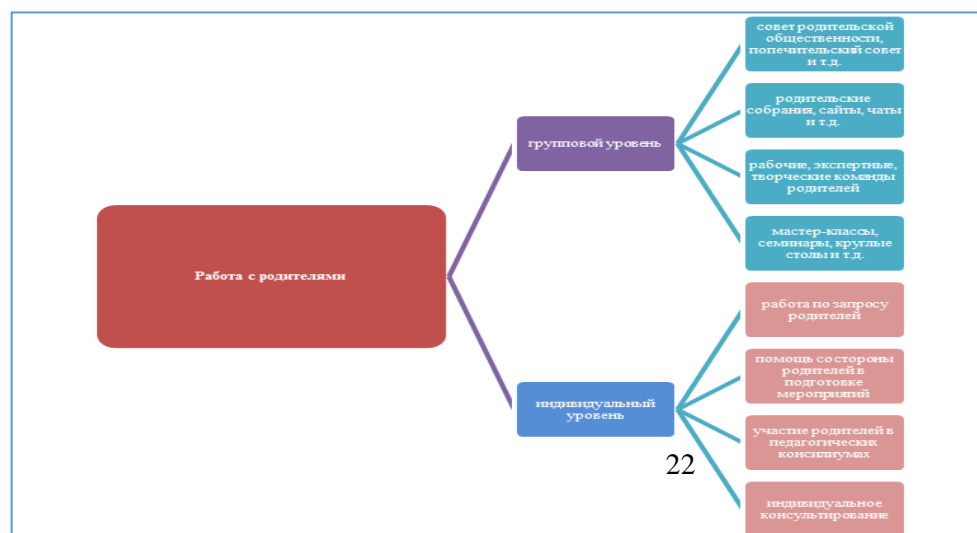 совет родительской
общественности,
попечительский совет
и т.д.
родительские
собрания, сайты, чаты
и т.д.
групповой уровень
рабочие, экспертные,
творческие команды
родителей
мастер-классы,
семинары, круглые
столы и т.д.
Работа с родителями
работа по запросу
родителей
помощь со стороны
родителей в
подготовке
мероприятий
индивидуальный
уровень
участие родителей в
педагогических
консилиумах
22
индивидуальное
консультирование